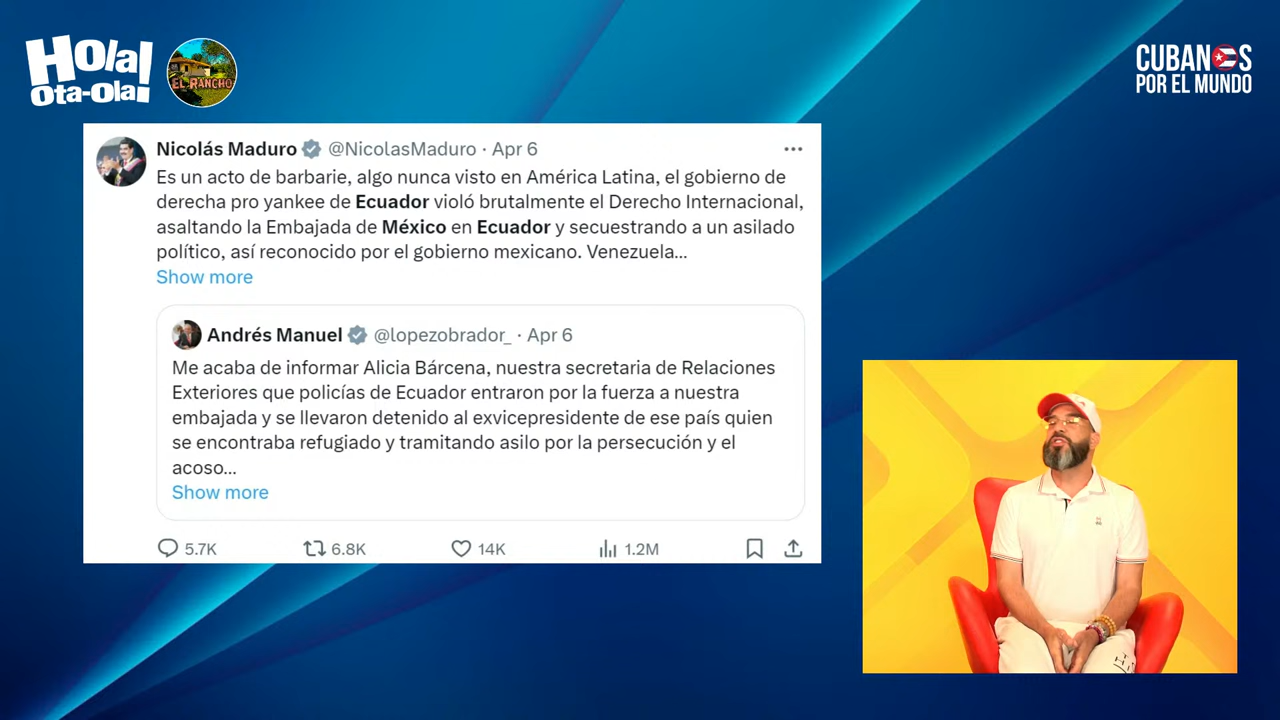 Hola!
Ota-Ola!
EL RANCHO
CUBANOS
POR EL MUNDO
Nicolás Maduro @NicolasMaduro · Apr 6
Es un acto de barbarie, algo nunca visto en América Latina, el gobierno de
derecha pro yankee de Ecuador violó brutalmente el Derecho Internacional,
asaltando la Embajada de México en Ecuador y secuestrando a un asilado
político, así reconocido por el gobierno mexicano. Venezuela...
Show more
Andrés Manuel @lopezobrador_ · Apr 6
Me acaba de informar Alicia Bárcena, nuestra secretaria de Relaciones
Exteriores que policías de Ecuador entraron por la fuerza a nuestra
embajada y se llevaron detenido al exvicepresidente de ese país quien
se encontraba refugiado y tramitando asilo por la persecución y el
acoso...
Show more
5.7K 6.8K 14K 1.2M